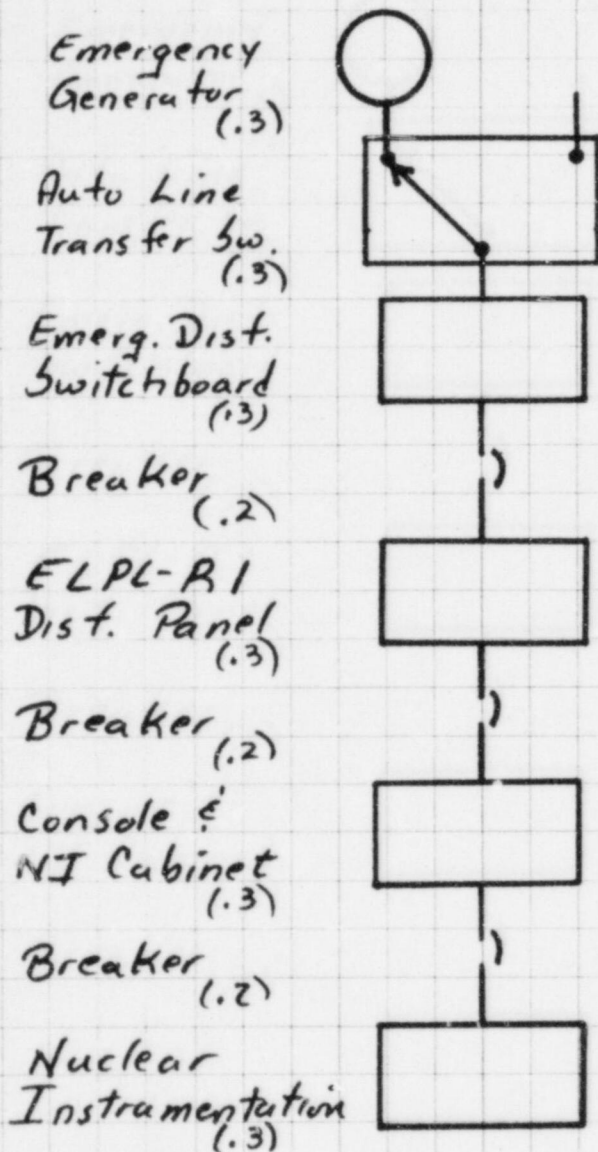 Emergency
Generator
(.3)
Auto Line
Transfer Sw.
(.3)
Emerg. Dist.
Switchboard
(.3)
Breaker
(.2)
ELPL-R1
Dist. Panel
(.3)
Breaker
(.2)
Console &
NI Cabinet
(.3)
Breaker
(.2)
Nuclear
Instrumentation
(.3)